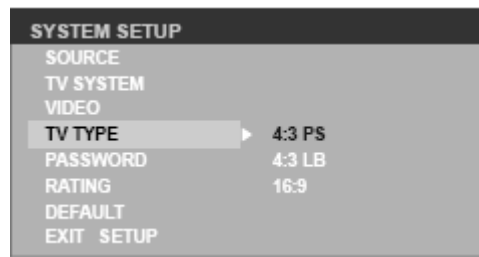 SYSTEM SETUP
SOURCE
TV SYSTEM
VIDEO
TV TYPE 4:3 PS
PASSWORD 4:3 LB
RATING 16:9
DEFAULT
EXIT SETUP